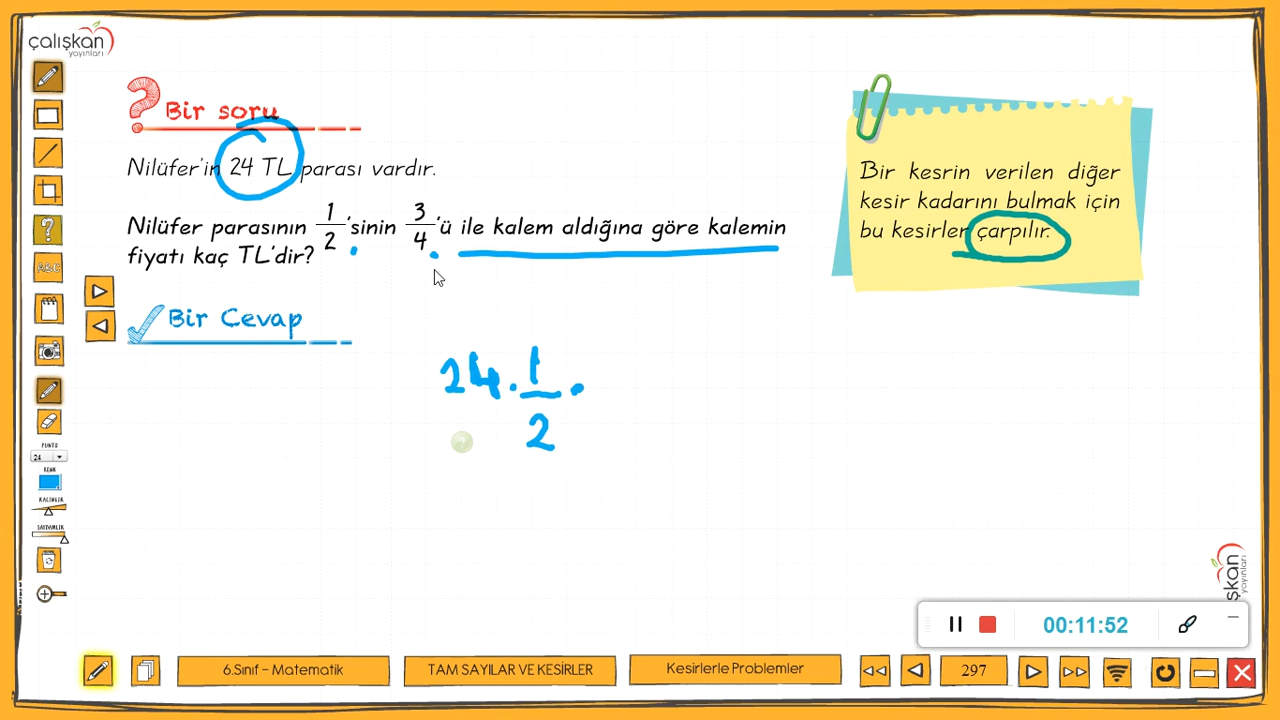 çalışkan
yayınları
Bir soru
Nilüfer'in 24 TL parası vardır.
Nilüfer parasının 1/2 'sinin 3/4 'ü ile kalem aldığına göre kalemin
fiyatı kaç TL'dir?
Bir Cevap
24 · 1/2 ·
Bir kesrin verilen diğer
kesir kadarını bulmak için
bu kesirler çarpılır.
ABC
PUNTO
24
RENK
KALINLIK
SAYDAMLIK
00:11:52
6.Sınıf - Matematik
TAM SAYILAR VE KESİRLER
Kesirlerle Problemler
297